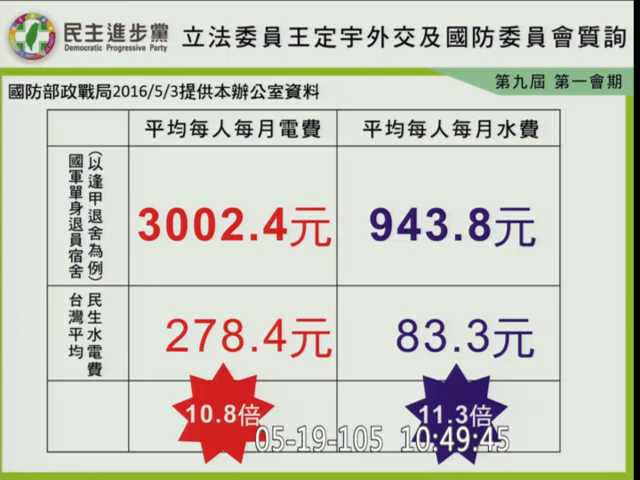 民主進步黨
Democratic Progressive Party
立法委員王定宇外交及國防委員會質詢
第九屆 第一會期
國防部政戰局2016/5/3提供本辦公室資料
平均每人每月電費 平均每人每月水費
(以逢甲退舍為例)
國軍單身退員宿舍
3002.4元 943.8元
民生水電費
台灣平均
278.4元 83.3元
10.8倍 11.3倍
05-19-105 10:49:45